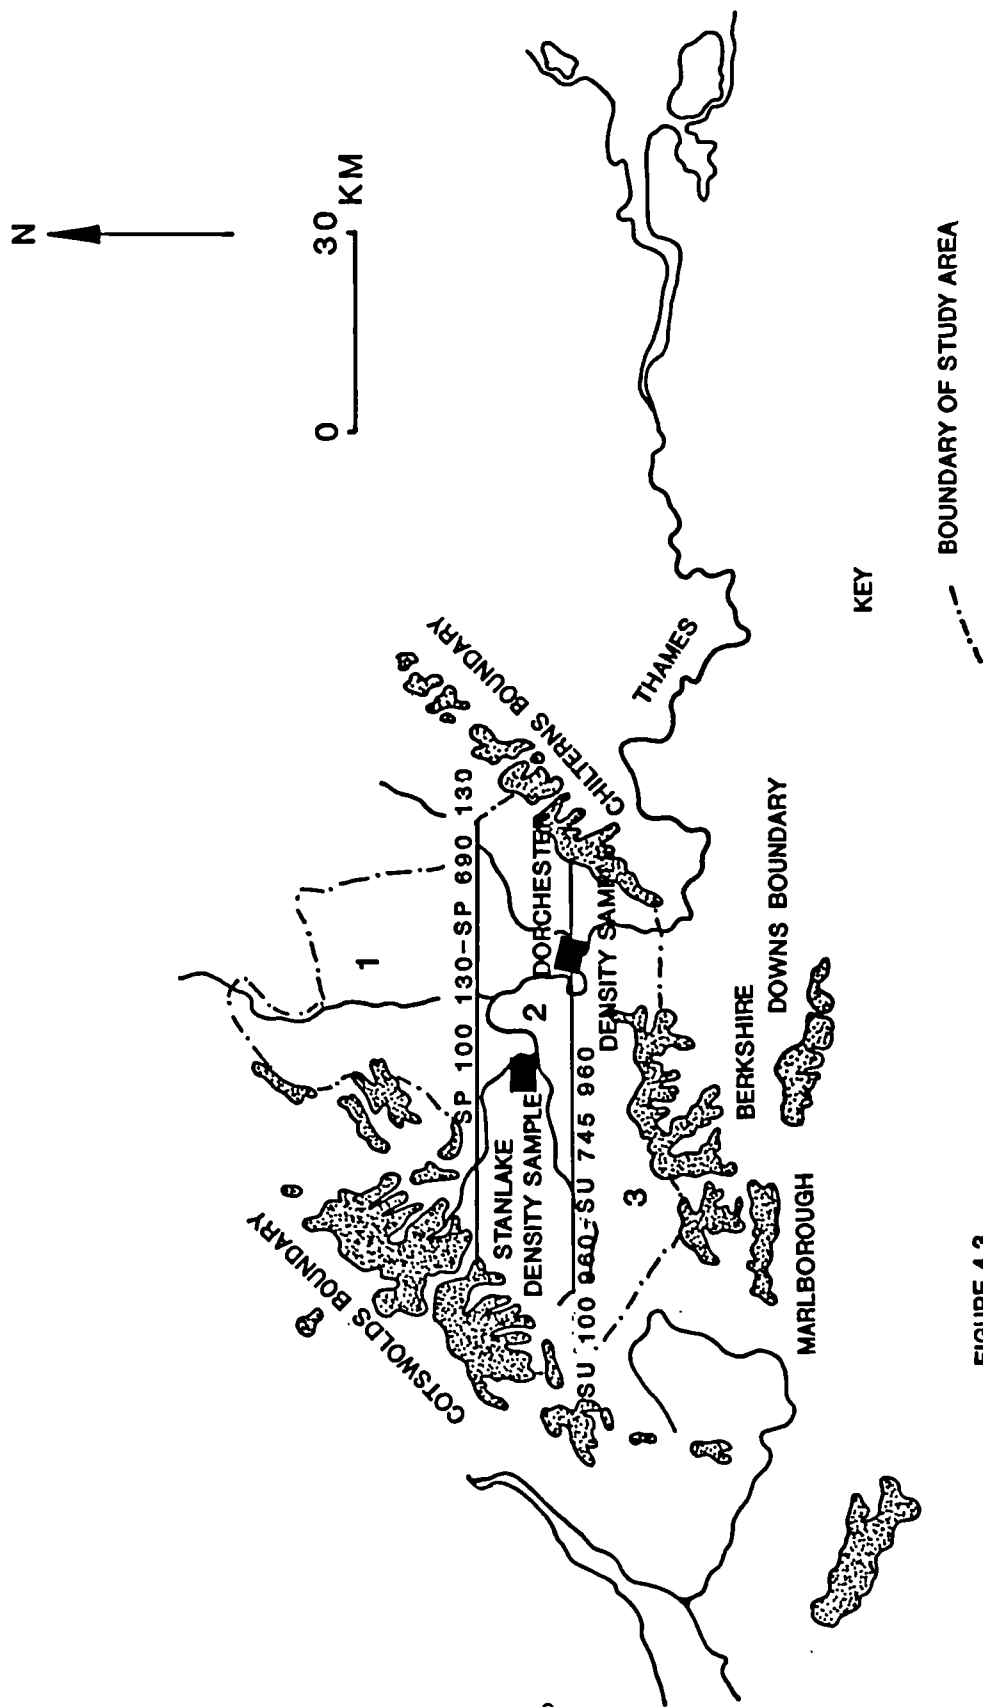 N
0 30
KM
COTSWOLDS BOUNDARY
CHILTERNS BOUNDARY
1
SP 100 130-SP 690 130
STANLAKE
DENSITY SAMPLE
2
DORCHESTER
DENSITY SAMPLE
SU 100 960-SU 745 960
3
THAMES
BERKSHIRE
DOWNS BOUNDARY
MARLBOROUGH
KEY
BOUNDARY OF STUDY AREA
FIGURE 4.3